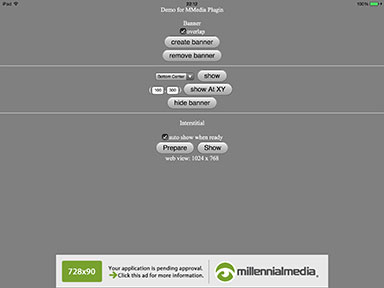 iPad 22:12 100%
Demo for MMedia Plugin
Banner
overlap
create banner
remove banner
Bottom Center show
( 100 , 300 ) show At XY
hide banner
Interstitial
auto show when ready
Prepare Show
web view: 1024 x 768
728x90
Your application is pending approval.
Click this ad for more information.
millennialmedia